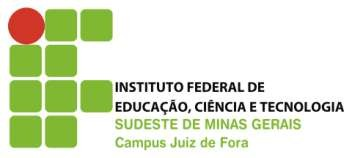 INSTITUTO FEDERAL DE
EDUCAÇÃO, CIÊNCIA E TECNOLOGIA
SUDESTE DE MINAS GERAIS
Campus Juiz de Fora